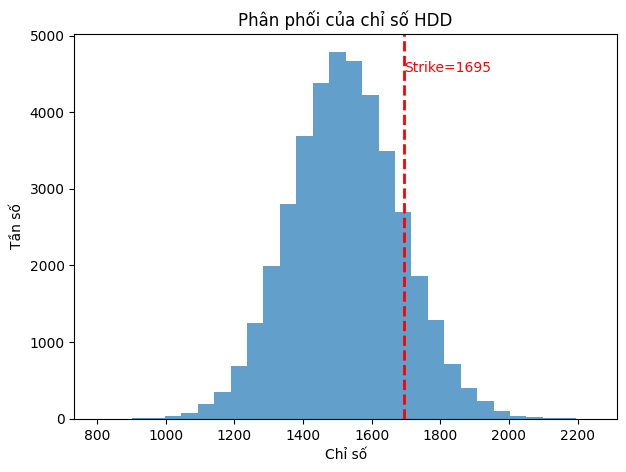 Phân phối của chỉ số HDD
5000
4000
3000
2000
1000
0
Tần số
Strike=1695
800 1000 1200 1400 1600 1800 2000 2200
Chỉ số